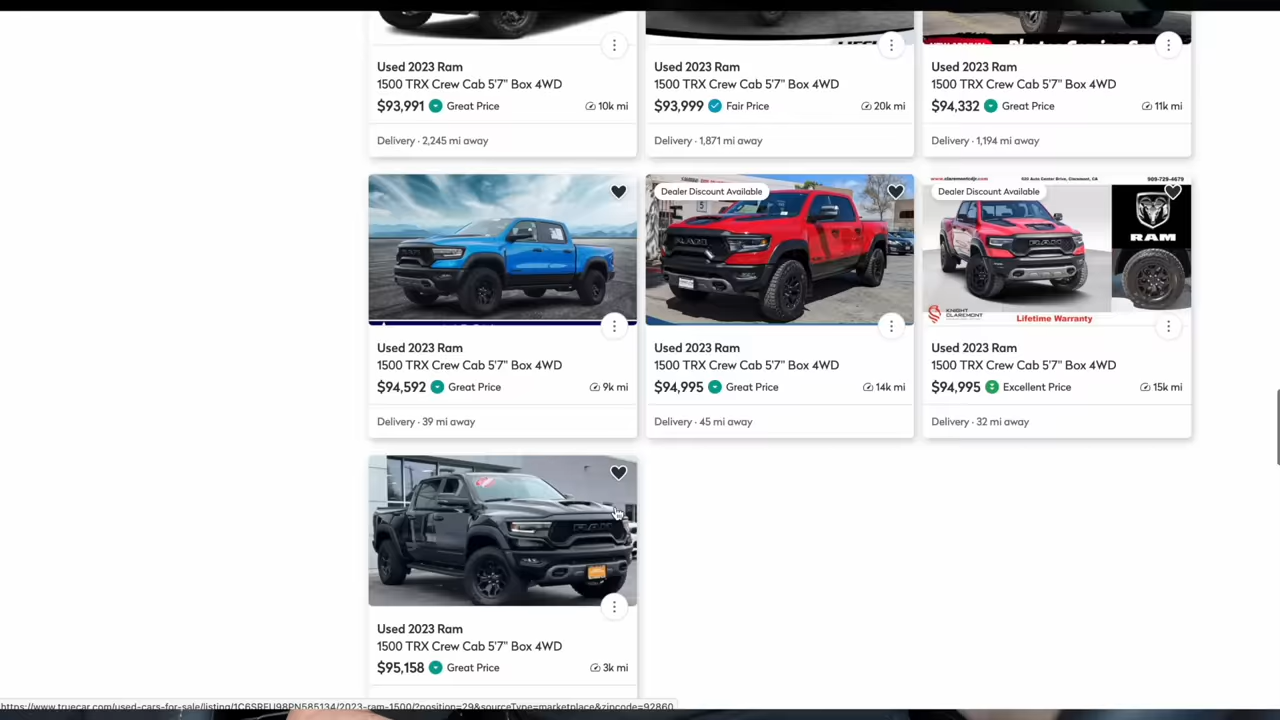 Used 2023 Ram
1500 TRX Crew Cab 5'7" Box 4WD
$93,991 Great Price 10k mi
Delivery · 2,245 mi away
Used 2023 Ram
1500 TRX Crew Cab 5'7" Box 4WD
$93,999 Fair Price 20k mi
Delivery · 1,871 mi away
Used 2023 Ram
1500 TRX Crew Cab 5'7" Box 4WD
$94,332 Great Price 11k mi
Delivery · 1,194 mi away
Used 2023 Ram
1500 TRX Crew Cab 5'7" Box 4WD
$94,592 Great Price 9k mi
Delivery · 39 mi away
Dealer Discount Available
RAM
Used 2023 Ram
1500 TRX Crew Cab 5'7" Box 4WD
$94,995 Great Price 14k mi
Delivery · 45 mi away
909-729-4679
Dealer Discount Available
RAM
RAM
KNIGHT
CLAREMONT
Lifetime Warranty
Used 2023 Ram
1500 TRX Crew Cab 5'7" Box 4WD
$94,995 Excellent Price 15k mi
Delivery · 32 mi away
RAM
Used 2023 Ram
1500 TRX Crew Cab 5'7" Box 4WD
$95,158 Great Price 3k mi